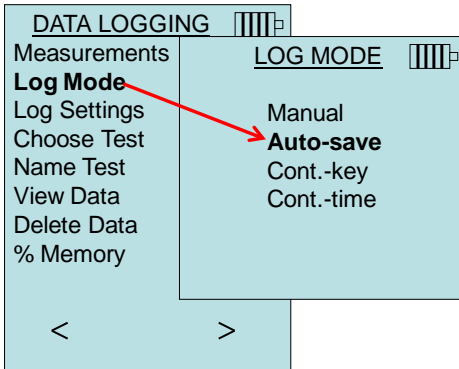 DATA LOGGING
Measurements
Log Mode
Log Settings
Choose Test
Name Test
View Data
Delete Data
% Memory
< >
LOG MODE
Manual
Auto-save
Cont.-key
Cont.-time